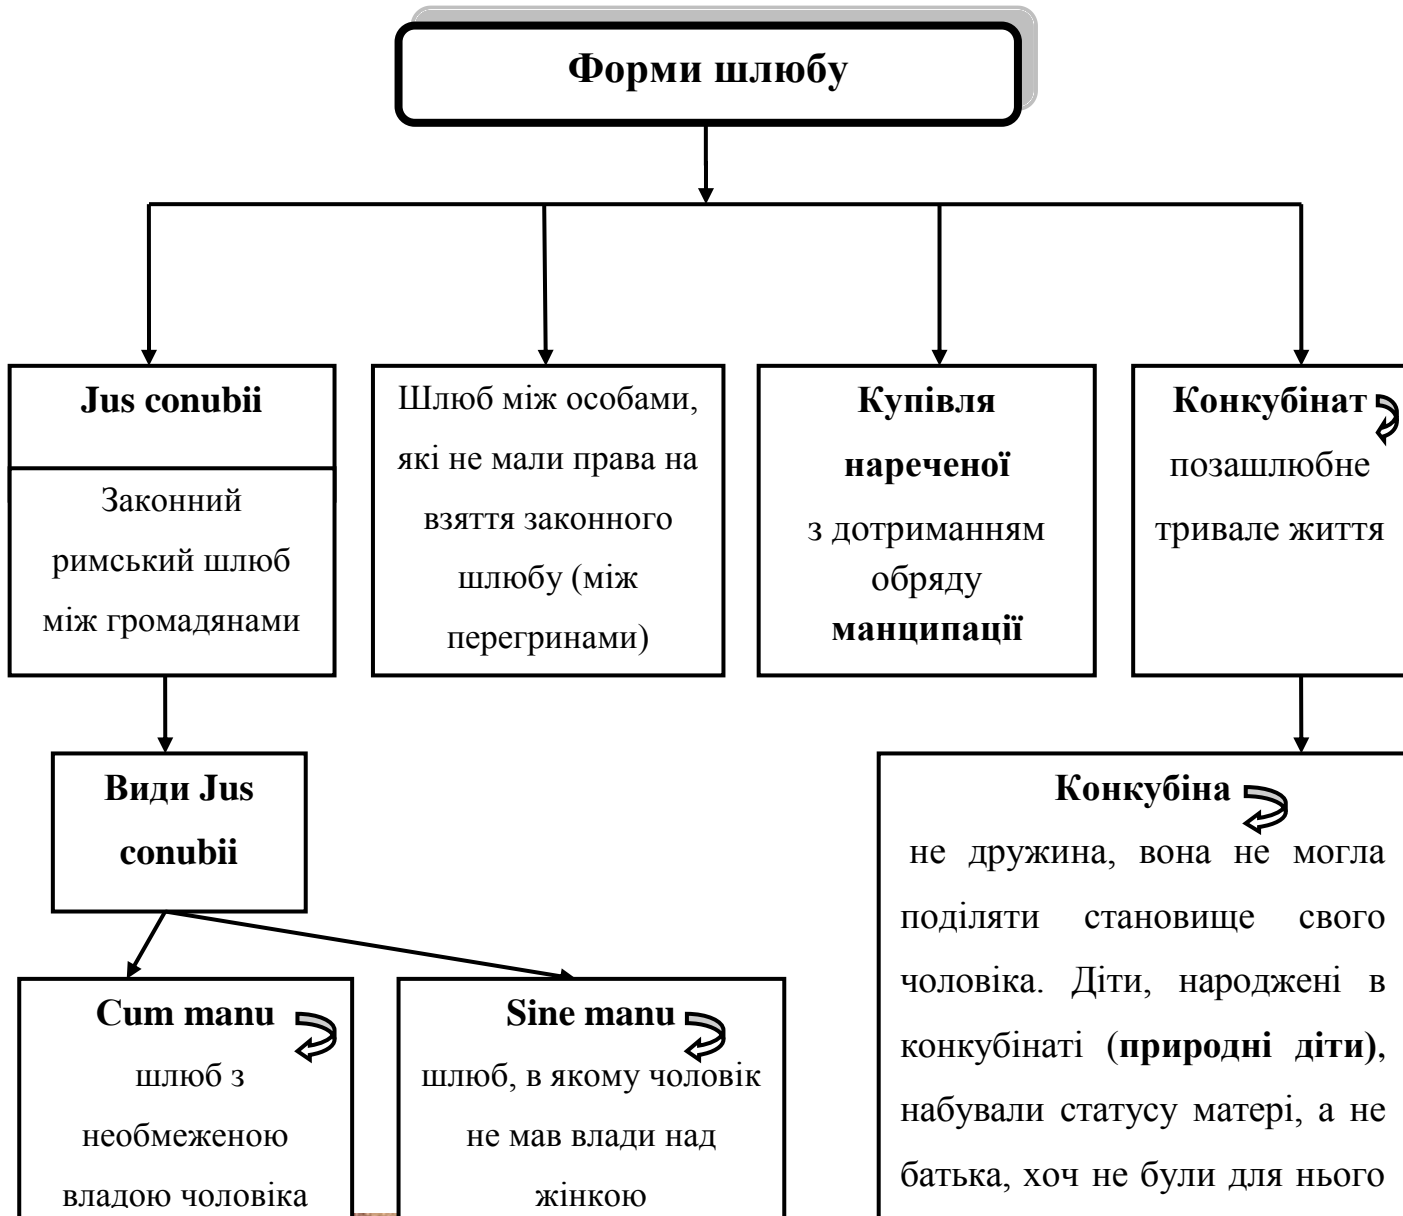 Форми шлюбу
Jus conubii
Законний
римський шлюб
між громадянами
Шлюб між особами,
які не мали права на
взяття законного
шлюбу (між
перегринами)
Купівля
нареченої
з дотриманням
обряду
манципації
Конкубінат
позашлюбне
тривале життя
Види Jus
conubii
Cum manu
шлюб з
необмеженою
владою чоловіка
Sine manu
шлюб, в якому чоловік
не мав влади над
жінкою
Конкубіна
не дружина, вона не могла
поділяти становище свого
чоловіка. Діти, народжені в
конкубінаті (природні діти),
набували статусу матері, а не
батька, хоч не були для нього